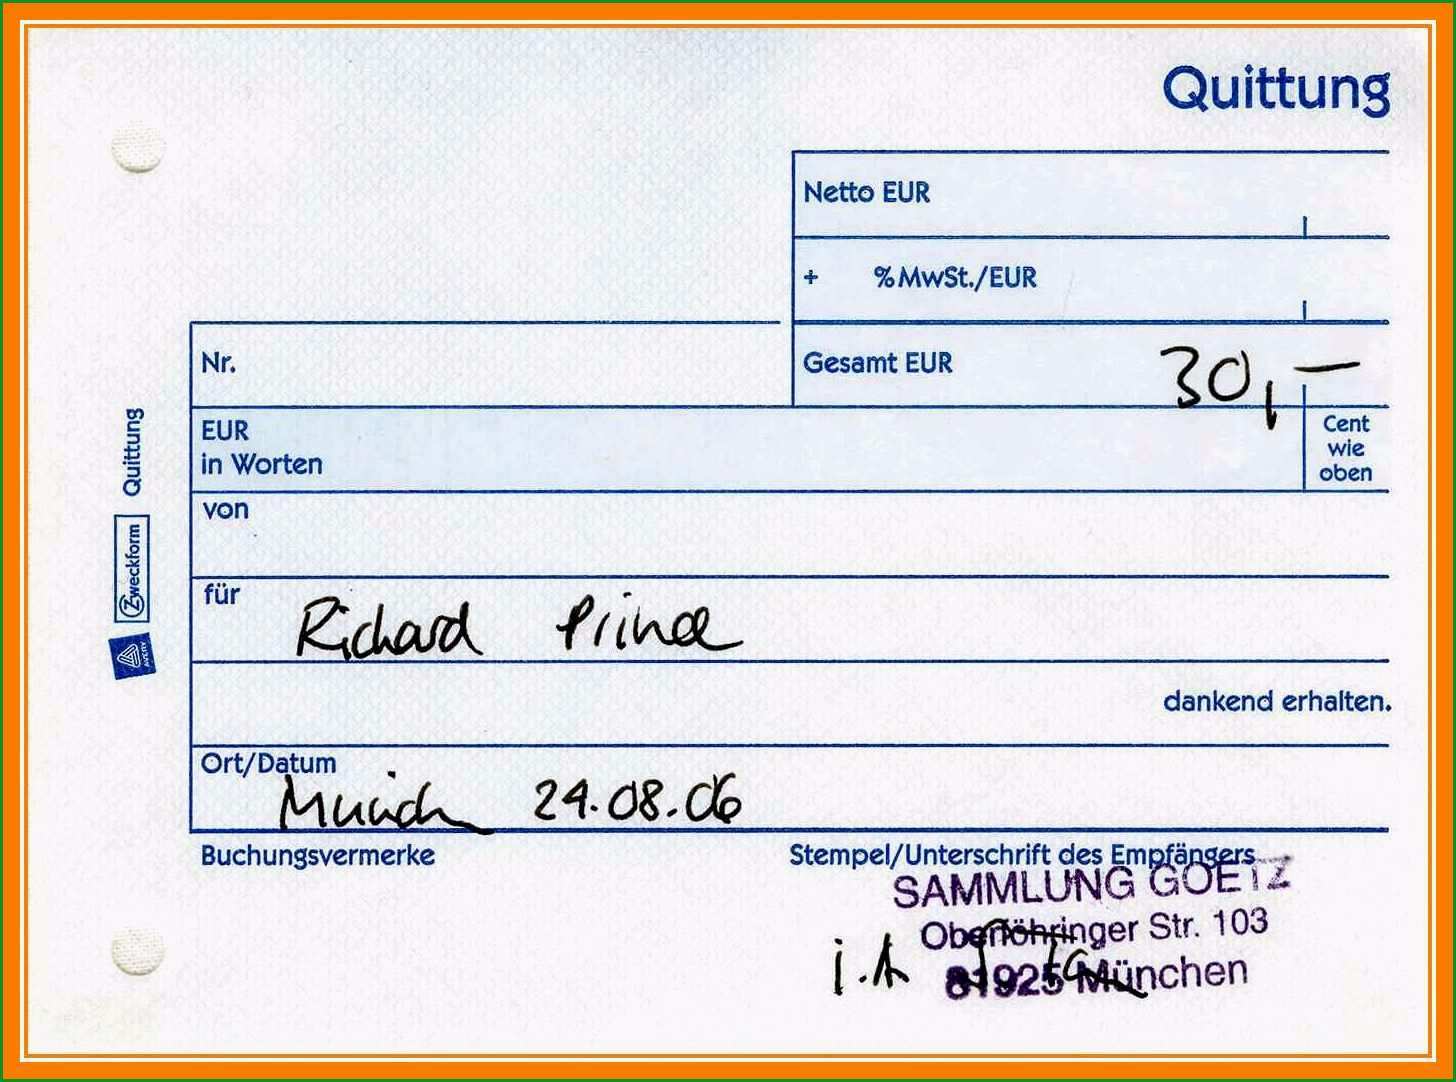 Quittung
Netto EUR
+ % MwSt./EUR
Nr.
Gesamt EUR 30,—
EUR
in Worten
Cent
wie
oben
von
für Richard Prince
dankend erhalten.
Ort/Datum
Munich 24.08.06
Buchungsvermerke
Stempel/Unterschrift des Empfängers
SAMMLUNG GOETZ
Oberföhringer Str. 103
i.A
81925 München
AVERY
Zweckform
Quittung